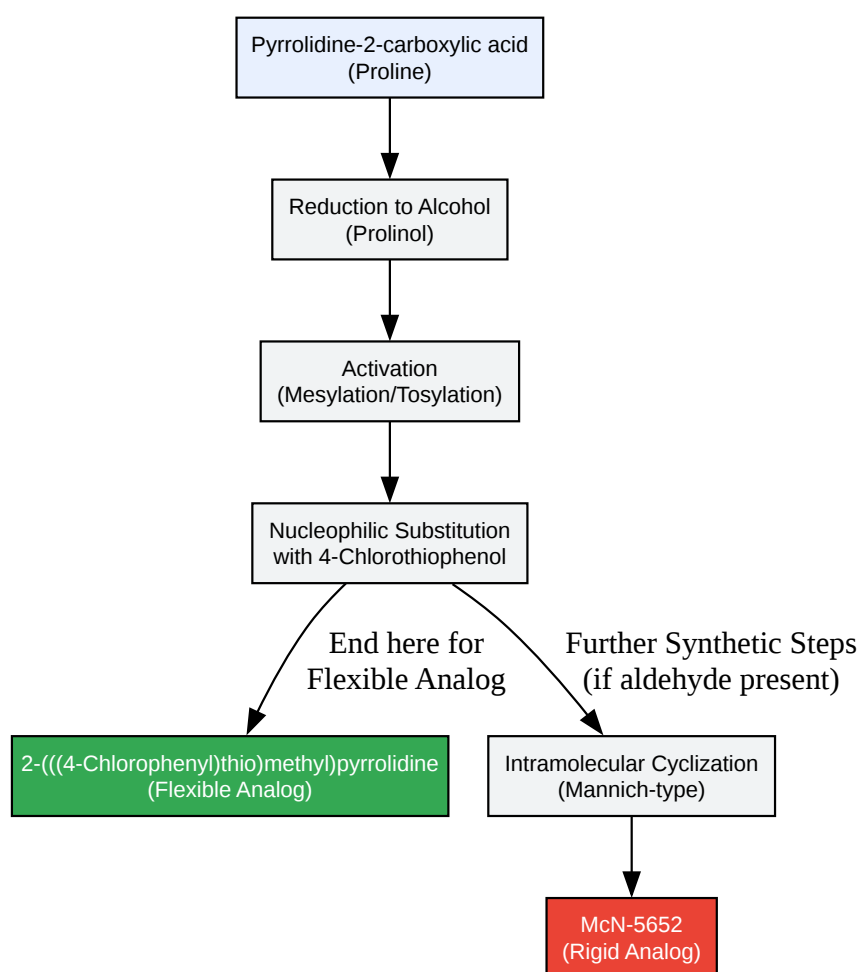 Pyrrolidine-2-carboxylic acid
(Proline)
Reduction to Alcohol
(Prolinol)
Activation
(Mesylation/Tosylation)
Nucleophilic Substitution
with 4-Chlorothiophenol
End here for
Flexible Analog
Further Synthetic Steps
(if aldehyde present)
2-(((4-Chlorophenyl)thio)methyl)pyrrolidine
(Flexible Analog)
Intramolecular Cyclization
(Mannich-type)
McN-5652
(Rigid Analog)